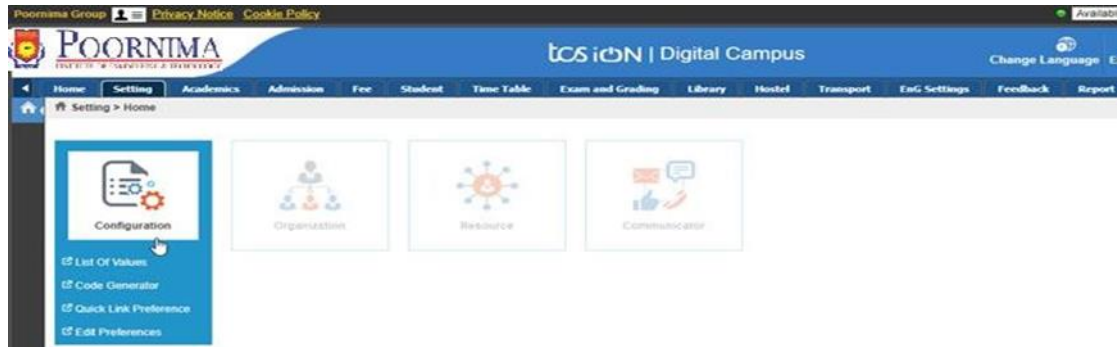 Poornima Group Privacy Notice Cookie Policy
POORNIMA
tcs iON | Digital Campus
Change Language
Home Setting Academics Admission Fee Student Time Table Exam and Grading Library Hostel Transport EnG Settings Feedback Report
Setting > Home
Configuration
Organization
Resource
Communicator
List Of Values
Code Generator
Quick Link Preference
Edit Preferences